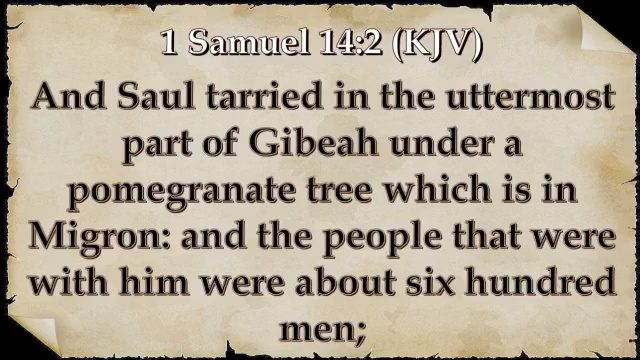 1 Samuel 14:2 (KJV)
And Saul tarried in the uttermost
part of Gibeah under a
pomegranate tree which is in
Migron: and the people that were
with him were about six hundred
men;